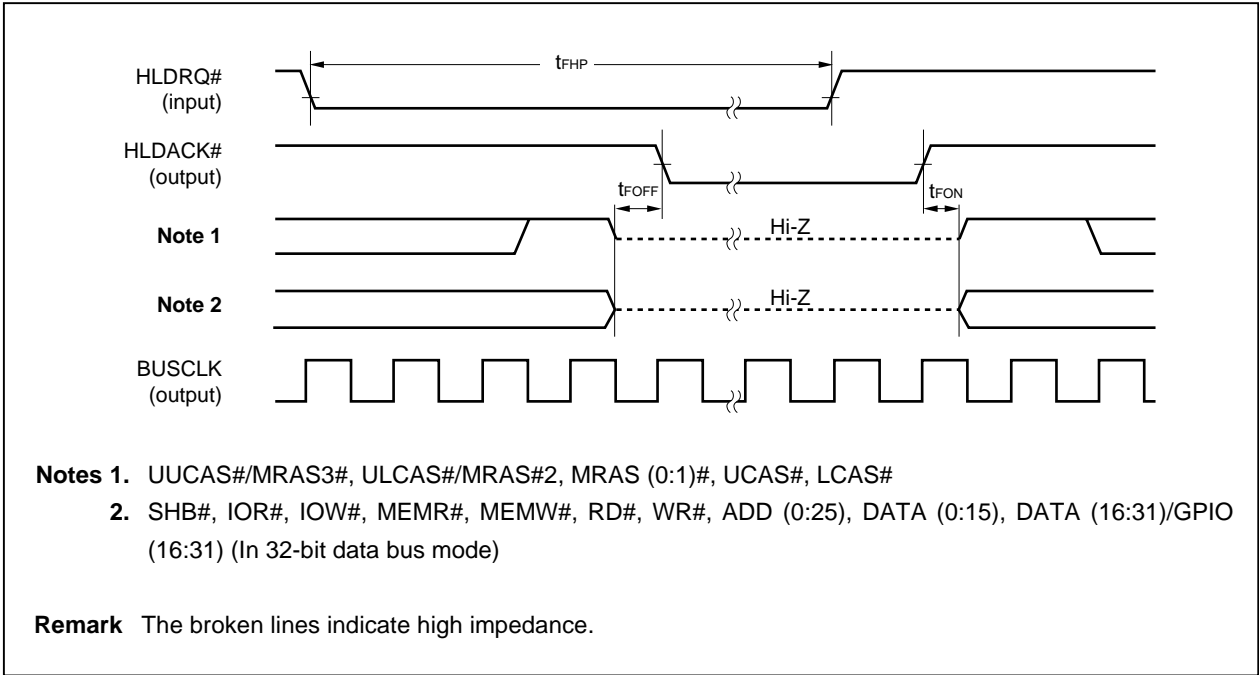 tFHP
HLDRQ#
(input)
HLDACK#
(output)
tFOFF
tFON
Note 1
Hi-Z
Note 2
Hi-Z
BUSCLK
(output)
Notes 1. UUCAS#/MRAS3#, ULCAS#/MRAS#2, MRAS (0:1)#, UCAS#, LCAS#
2. SHB#, IOR#, IOW#, MEMR#, MEMW#, RD#, WR#, ADD (0:25), DATA (0:15), DATA (16:31)/GPIO
(16:31) (In 32-bit data bus mode)
Remark The broken lines indicate high impedance.